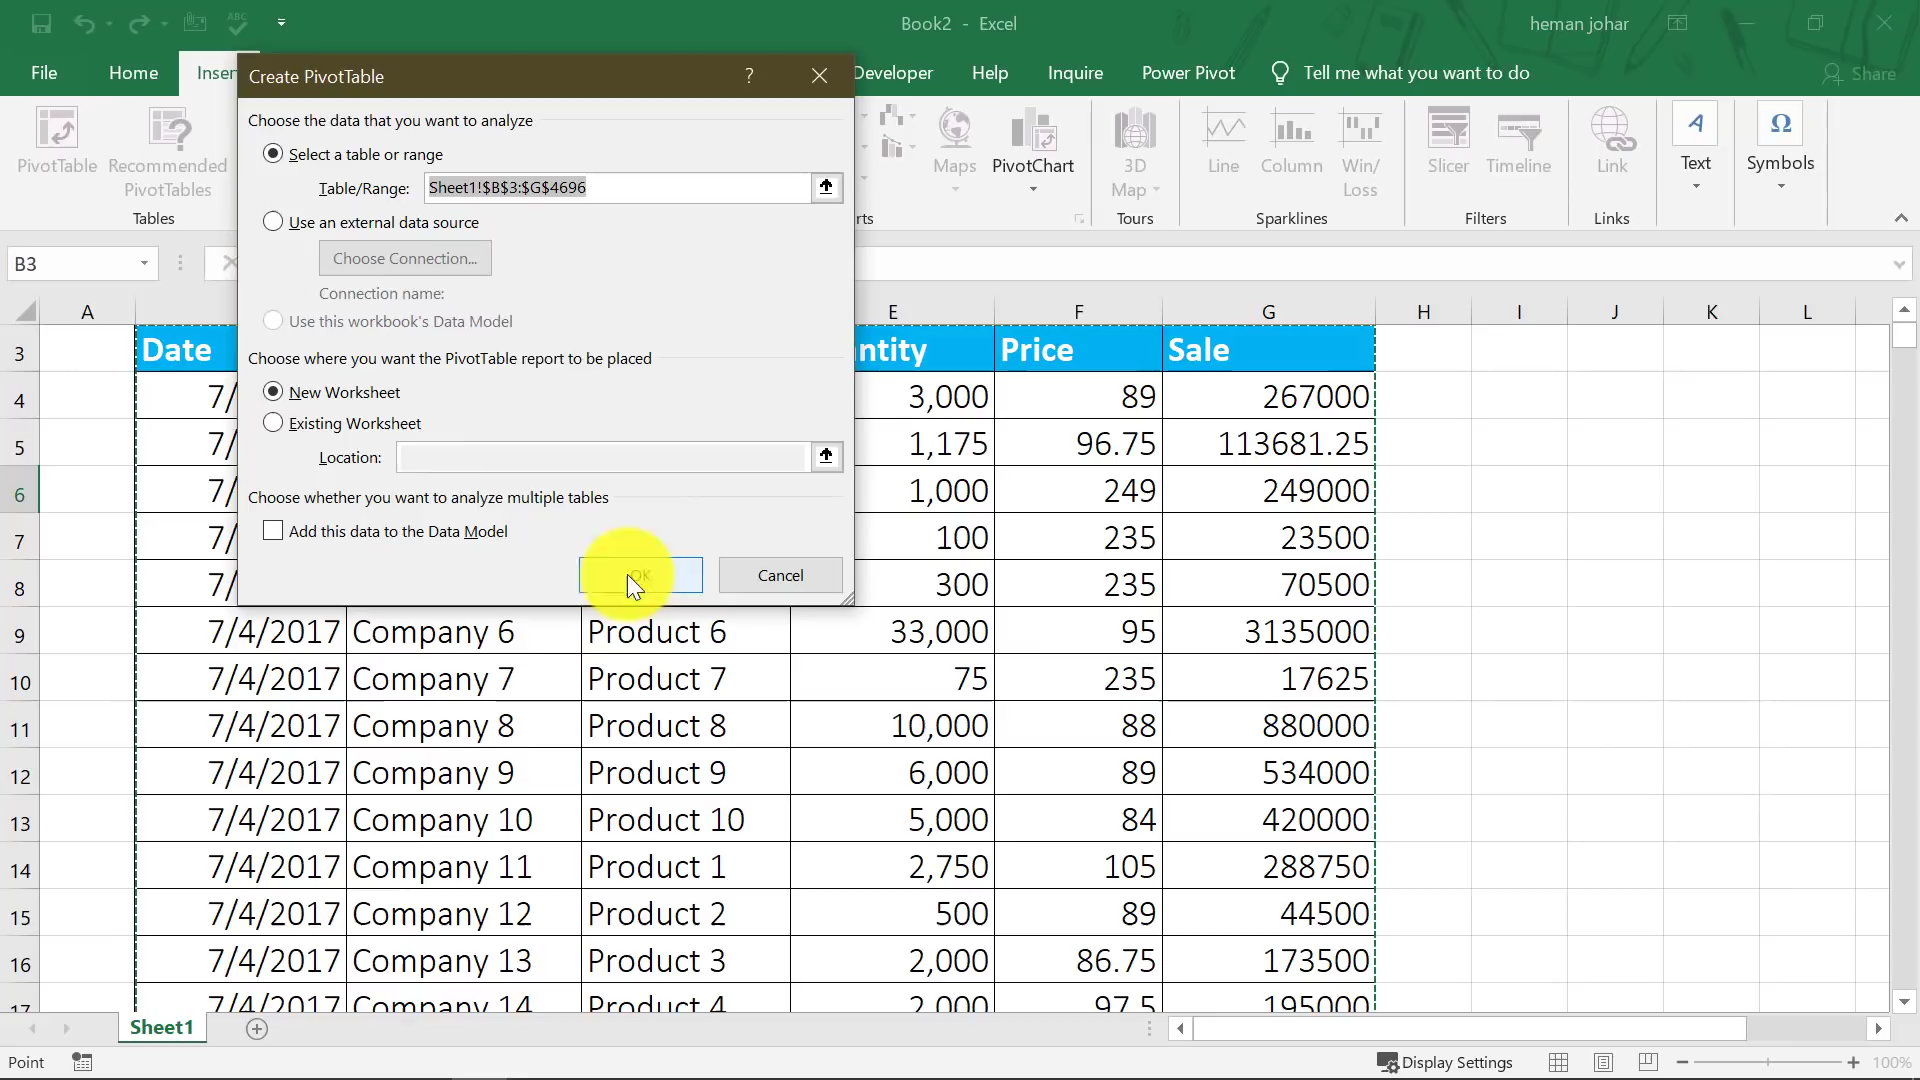 ABC
Book2 - Excel
heman johar
File
Home
Inser
Developer
Help
Inquire
Power Pivot
Tell me what you want to do
Share
PivotTable
Recommended
PivotTables
Tables
Maps
PivotChart
rts
3D
Map
Tours
Line
Column
Win/
Loss
Sparklines
Slicer
Timeline
Filters
Link
Links
Text
Symbols
Create PivotTable
?
Choose the data that you want to analyze
Select a table or range
Table/Range: Sheet1!$B$3:$G$4696
Use an external data source
Choose Connection...
Connection name:
Use this workbook's Data Model
Choose where you want the PivotTable report to be placed
New Worksheet
Existing Worksheet
Location:
Choose whether you want to analyze multiple tables
Add this data to the Data Model
OK
Cancel
B3
A E F G H I J K L
3 Date ntity Price Sale
4 7/ 3,000 89 267000
5 7/ 1,175 96.75 113681.25
6 7/ 1,000 249 249000
7 7/ 100 235 23500
8 7/ 300 235 70500
9 7/4/2017 Company 6 Product 6 33,000 95 3135000
10 7/4/2017 Company 7 Product 7 75 235 17625
11 7/4/2017 Company 8 Product 8 10,000 88 880000
12 7/4/2017 Company 9 Product 9 6,000 89 534000
13 7/4/2017 Company 10 Product 10 5,000 84 420000
14 7/4/2017 Company 11 Product 1 2,750 105 288750
15 7/4/2017 Company 12 Product 2 500 89 44500
16 7/4/2017 Company 13 Product 3 2,000 86.75 173500
17 7/4/2017 Company 14 Product 4 2,000 97.5 195000
Sheet1
Point
Display Settings
100%